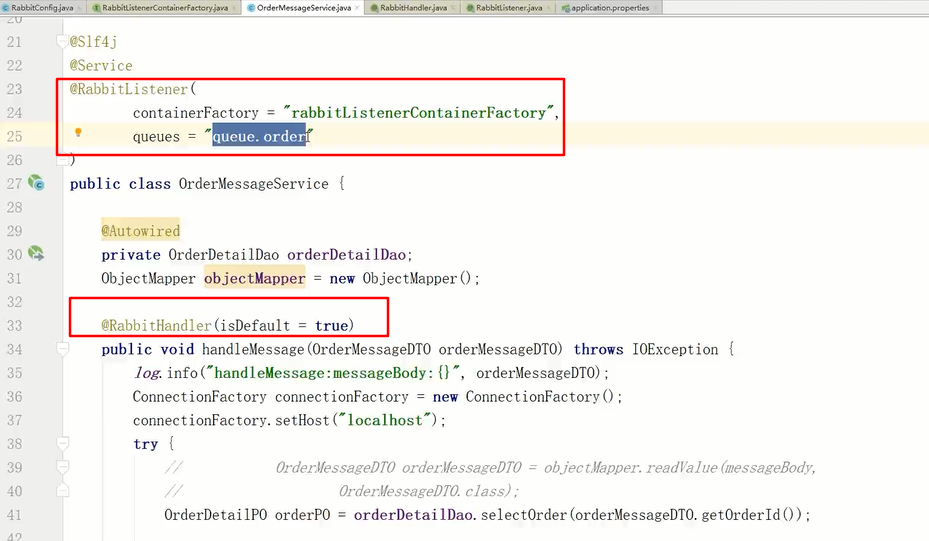 RabbitConfig.java RabbitListenerContainerFactory.java OrderMessageService.java RabbitHandler.java RabbitListener.java application.properties
20
21 @Slf4j
22 @Service
23 @RabbitListener(
24 containerFactory = "rabbitListenerContainerFactory",
25 queues = "queue.order"
26 )
27 public class OrderMessageService {
28
29 @Autowired
30 private OrderDetailDao orderDetailDao;
31 ObjectMapper objectMapper = new ObjectMapper();
32
33 @RabbitHandler(isDefault = true)
34 public void handleMessage(OrderMessageDTO orderMessageDTO) throws IOException {
35 log.info("handleMessage:messageBody:{}", orderMessageDTO);
36 ConnectionFactory connectionFactory = new ConnectionFactory();
37 connectionFactory.setHost("localhost");
38 try {
39 // OrderMessageDTO orderMessageDTO = objectMapper.readValue(messageBody,
40 // OrderMessageDTO.class);
41 OrderDetailPO orderPO = orderDetailDao.selectOrder(orderMessageDTO.getOrderId());
42